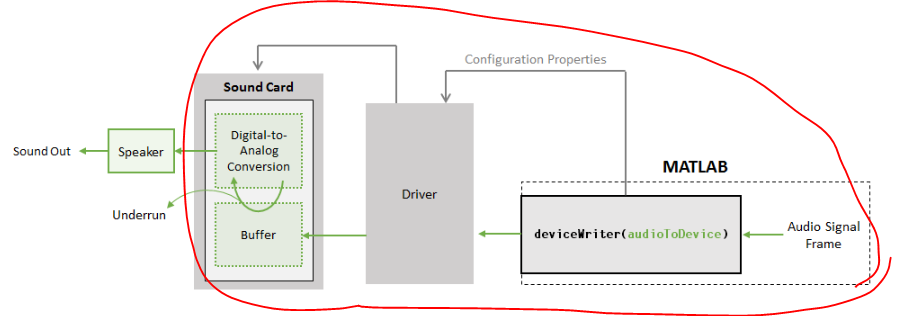 Configuration Properties
Sound Card
Digital-to-
Analog
Conversion
Speaker
Sound Out
Underrun
Buffer
Driver
MATLAB
deviceWriter(audioToDevice)
Audio Signal
Frame